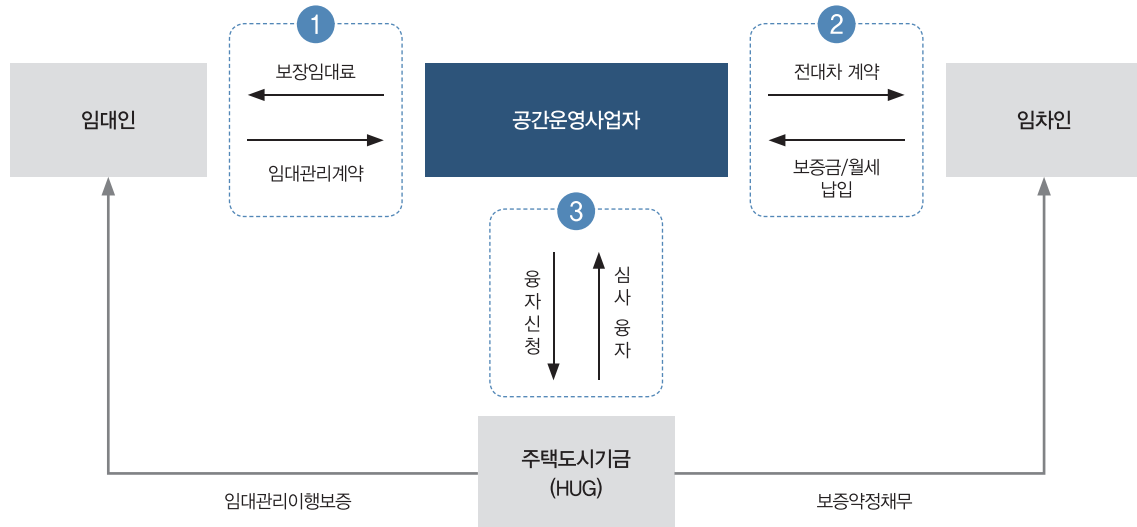 1
2
보장임대료
전대차 계약
임대인
공간운영사업자
임차인
임대관리계약
보증금/월세
납입
3
융자신청
심사 융자
주택도시기금
(HUG)
임대관리이행보증
보증약정채무